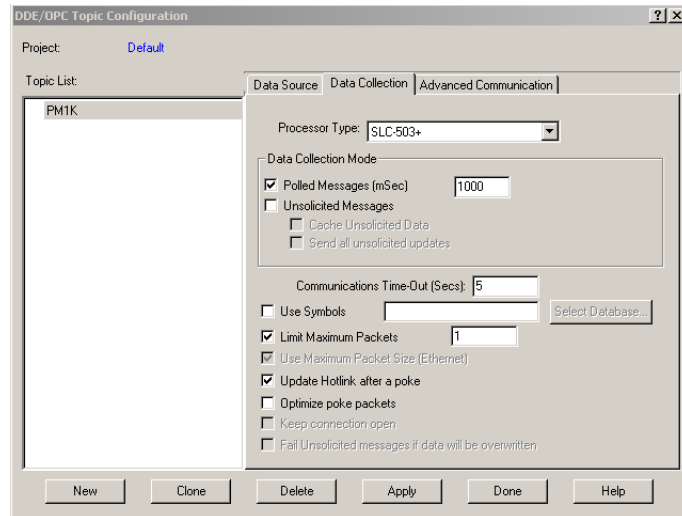 DDE/OPC Topic Configuration
Project: Default
Topic List:
PM1K
Data Source Data Collection Advanced Communication
Processor Type: SLC-503+
Data Collection Mode
Polled Messages (mSec) 1000
Unsolicited Messages
Cache Unsolicited Data
Send all unsolicited updates
Communications Time-Out (Secs): 5
Use Symbols Select Database...
Limit Maximum Packets 1
Use Maximum Packet Size (Ethernet)
Update Hotlink after a poke
Optimize poke packets
Keep connection open
Fail Unsolicited messages if data will be overwritten
New Clone Delete Apply Done Help